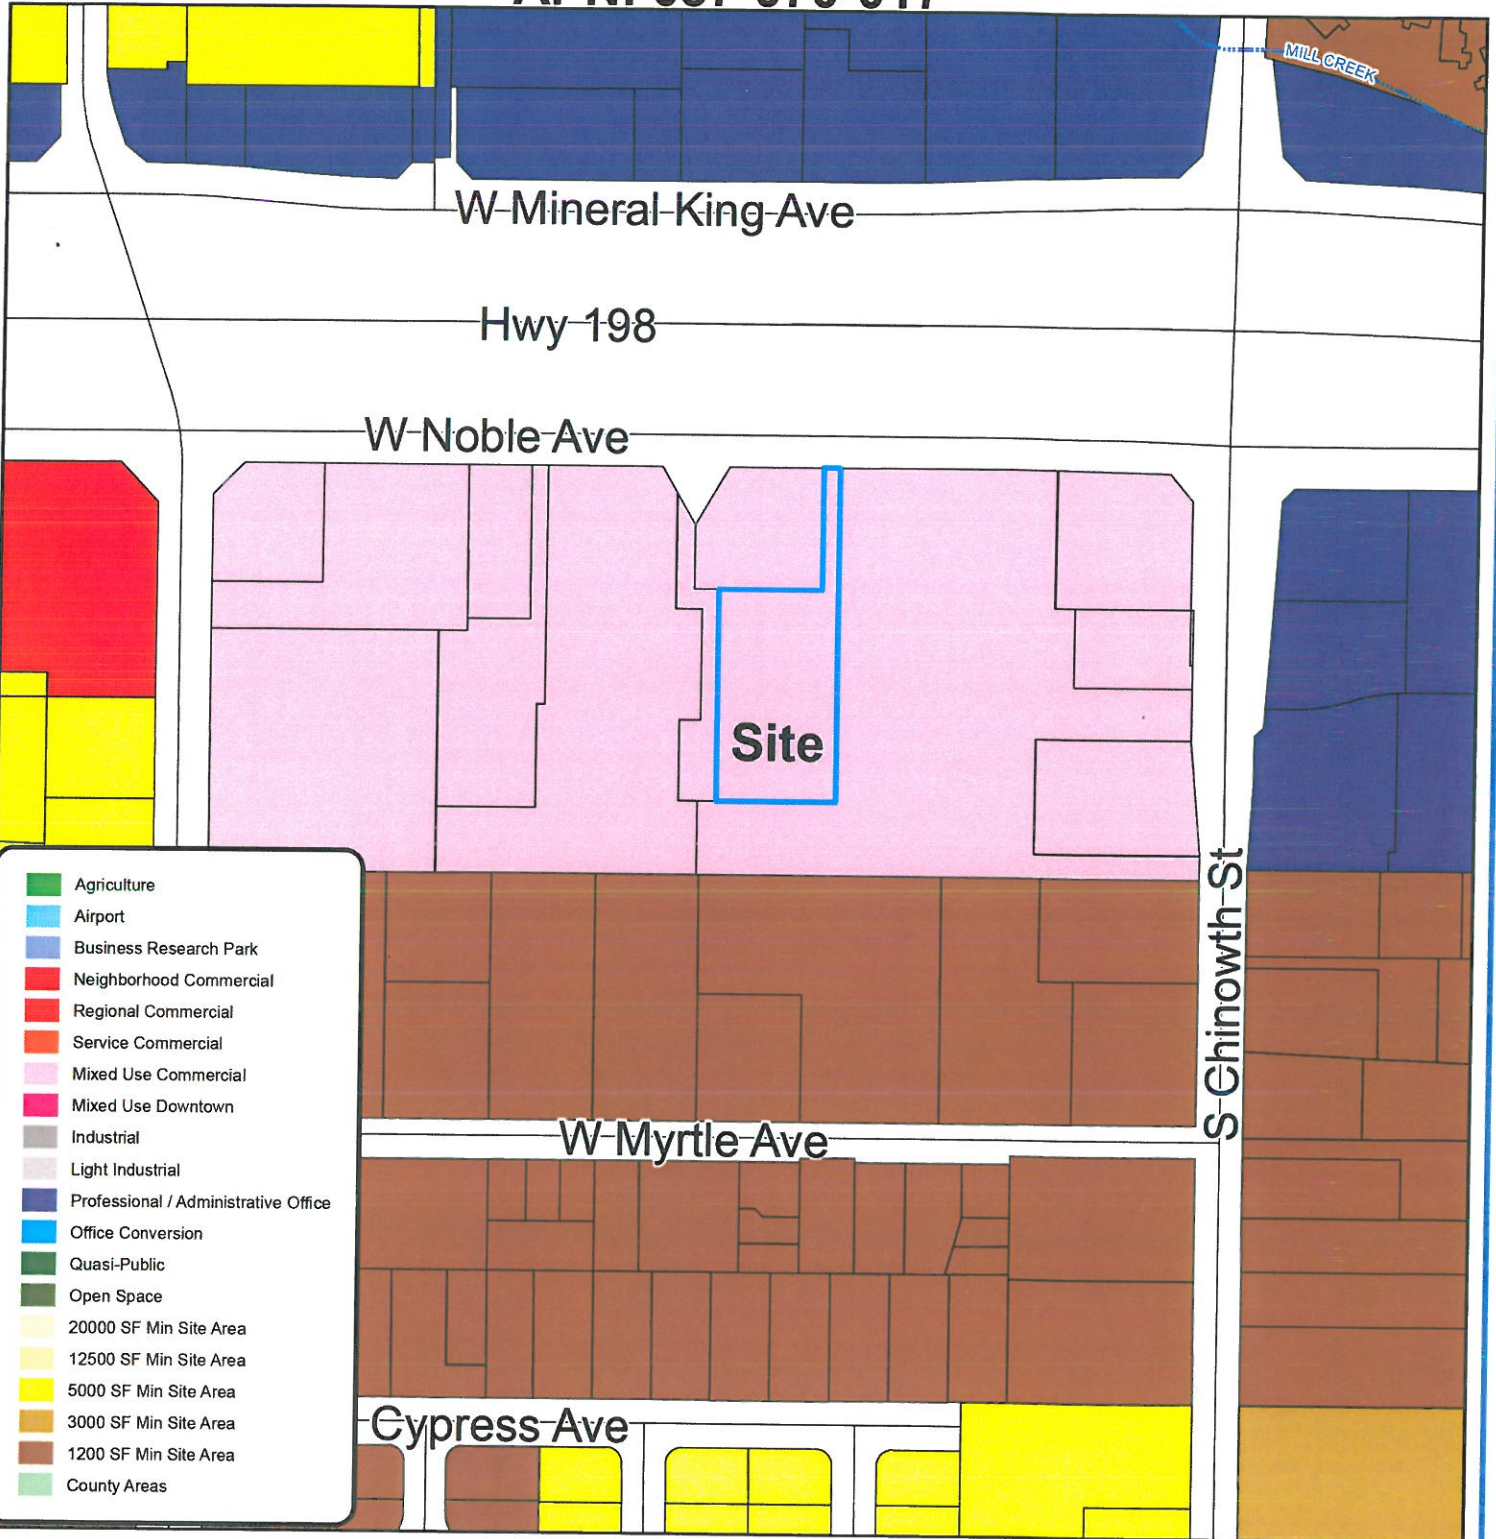 MILL CREEK
W Mineral King Ave
Hwy 198
W Noble Ave
Site
S Chinowth St
Agriculture
Airport
Business Research Park
Neighborhood Commercial
Regional Commercial
Service Commercial
Mixed Use Commercial
Mixed Use Downtown
Industrial
Light Industrial
Professional / Administrative Office
Office Conversion
Quasi-Public
Open Space
20000 SF Min Site Area
12500 SF Min Site Area
5000 SF Min Site Area
3000 SF Min Site Area
1200 SF Min Site Area
County Areas
W Myrtle Ave
Cypress Ave